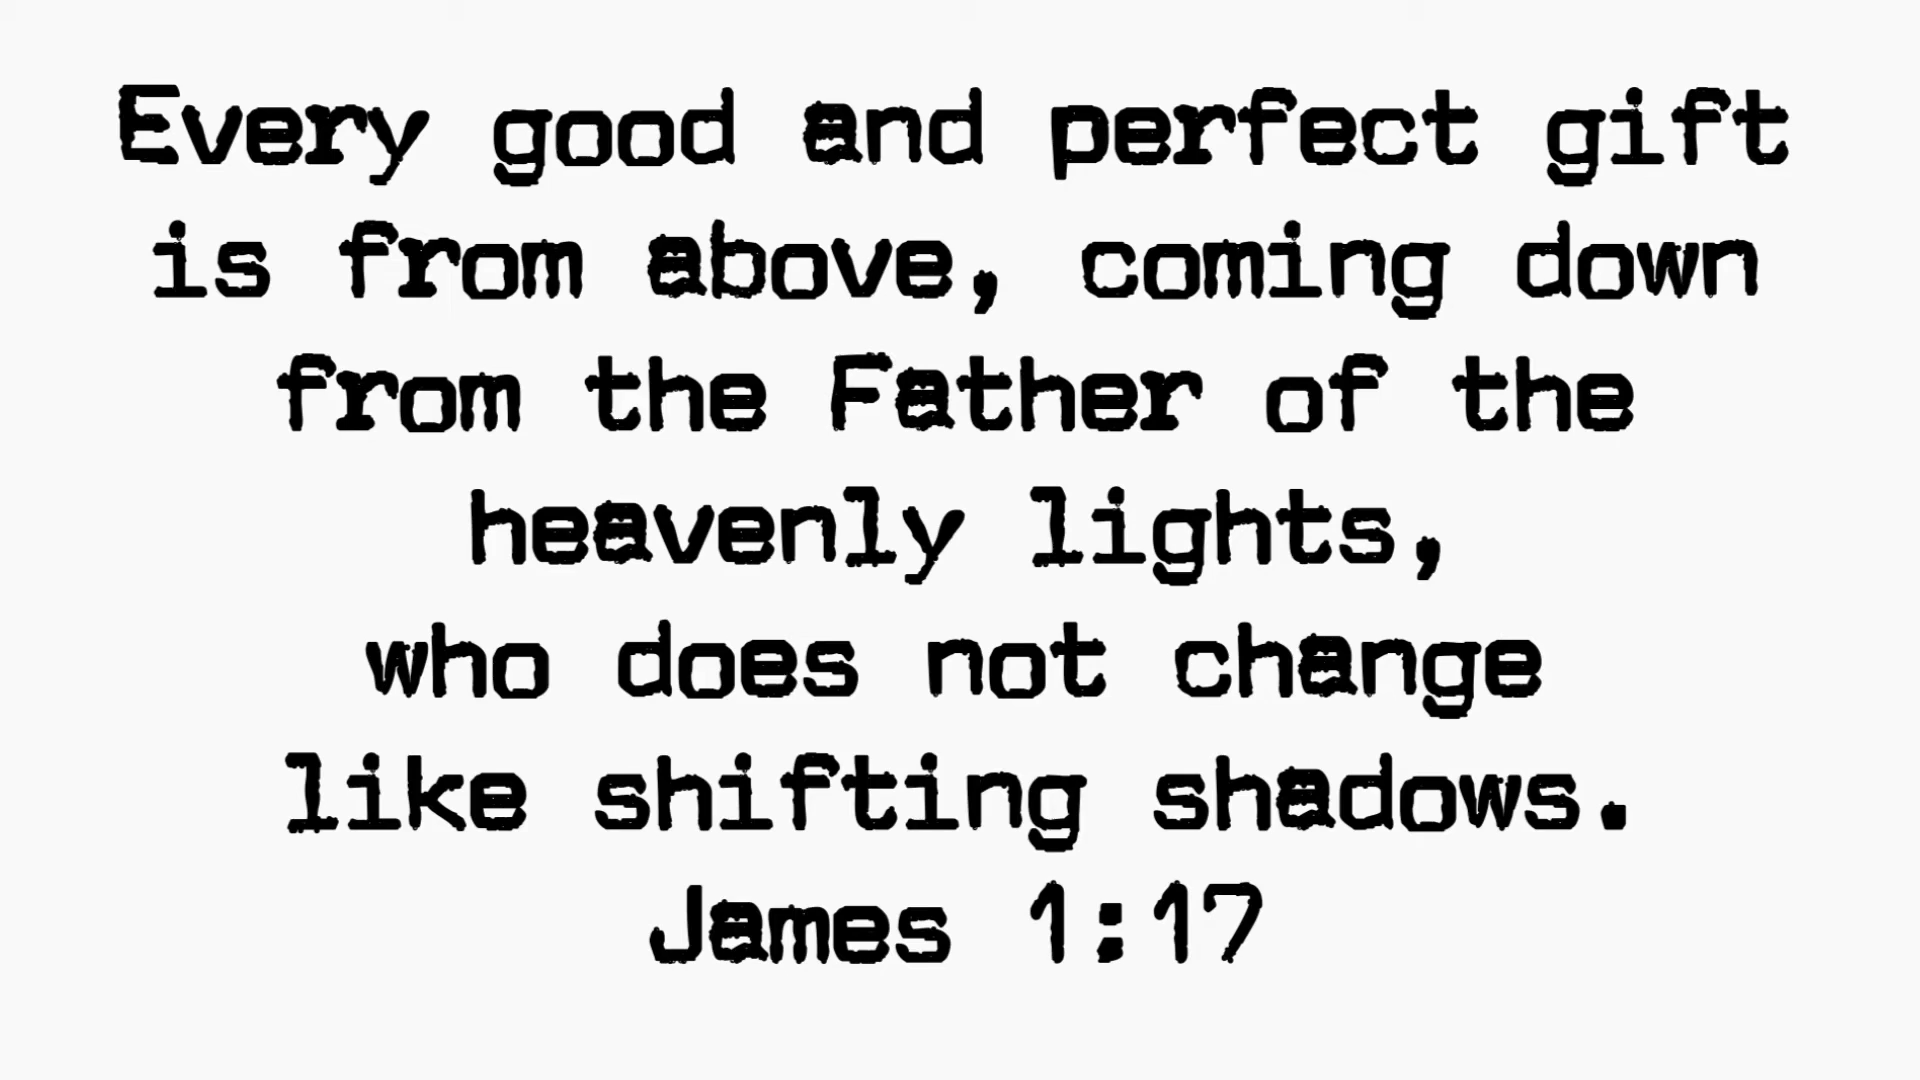 Every good and perfect gift
is from above, coming down
from the Father of the
heavenly lights,
who does not change
like shifting shadows.
James 1:17